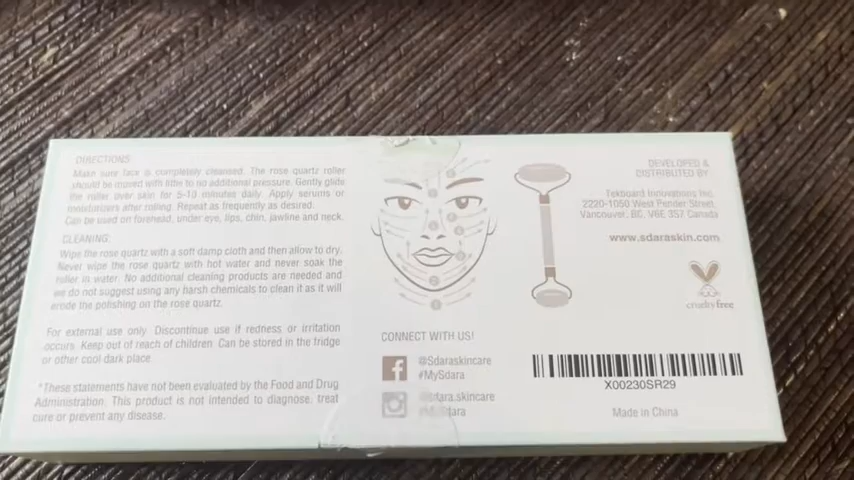 DIRECTIONS
Make sure face is completely cleansed. The rose quartz roller
should be moved with little to no additional pressure. Gently glide
the roller over skin for 5-10 minutes daily. Apply serums or
moisturizers after rolling. Repeat as frequently as desired.
Can be used on forehead, under eye, lips, chin, jawline and neck.
CLEANING:
Wipe the rose quartz with a soft damp cloth and then allow to dry.
Never wipe the rose quartz with hot water and never soak the
roller in water. No additional cleaning products are needed and
we do not suggest using any harsh chemicals to clean it as it will
erode the polishing on the rose quartz.
For external use only. Discontinue use if redness or irritation
occurs. Keep out of reach of children. Can be stored in the fridge
or other cool dark place
*These statements have not been evaluated by the Food and Drug
Administration. This product is not intended to diagnose, treat
cure or prevent any disease.
CONNECT WITH US!
@Sdaraskincare
#MySdara
@sdara.skincare
#MySdara
DEVELOPED &
DISTRIBUTED BY
Tekboard Innovations Inc.
2220-1050 West Pender Street,
Vancouver, BC, V6E 3S7 Canada
www.sdaraskin.com
cruelty free
X00230SR29
Made in China